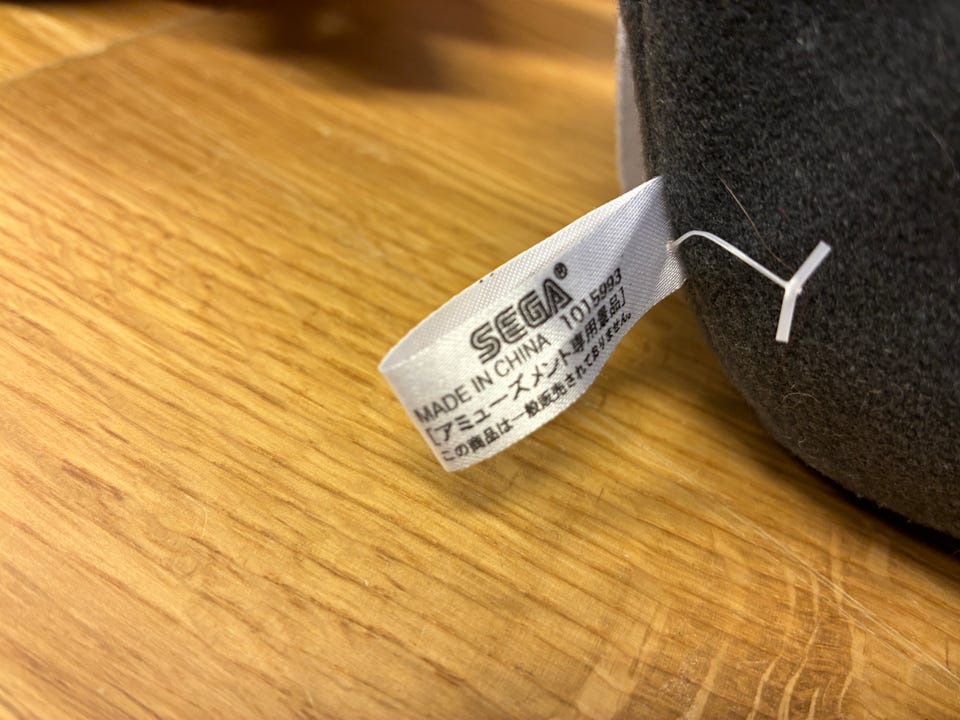 SEGA®
MADE IN CHINA 1015993
[アミューズメント専用景品]
この商品は一般販売されておりません。